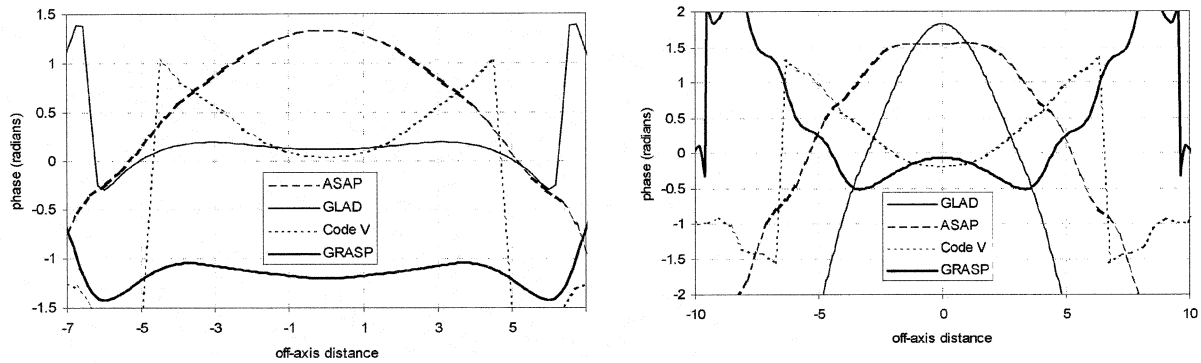 phase (radians)
1.5
1
0.5
0
-0.5
-1
-1.5
-7
-5
-3
-1
1
3
5
off-axis distance
ASAP
GLAD
Code V
GRASP
phase (radians)
2
1.5
1
0.5
0
-0.5
-1
-1.5
-2
-10
-5
0
5
10
off-axis distance
GLAD
ASAP
Code V
GRASP